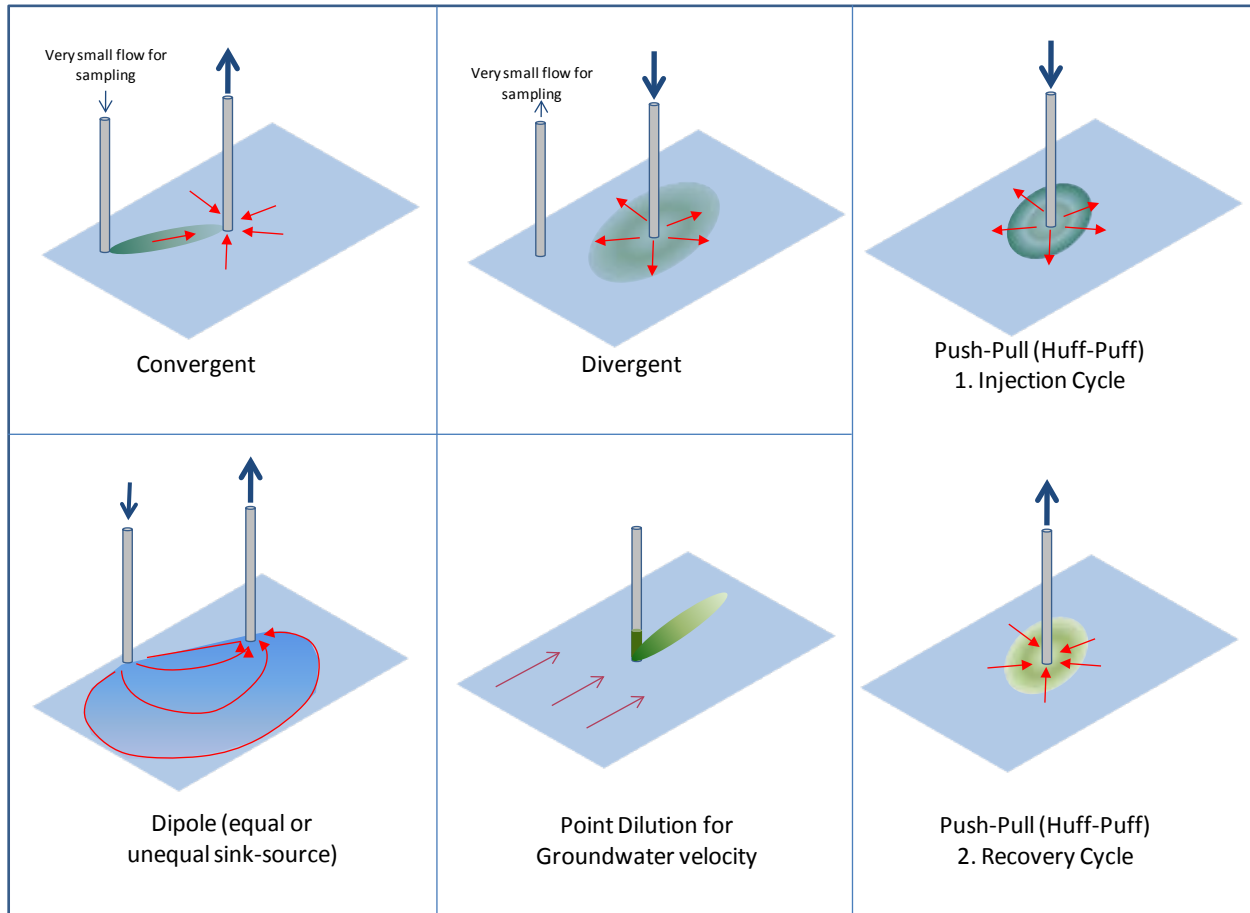 Very small flow for
sampling
Convergent
Very small flow for
sampling
Divergent
Push-Pull (Huff-Puff)
1. Injection Cycle
Dipole (equal or
unequal sink-source)
Point Dilution for
Groundwater velocity
Push-Pull (Huff-Puff)
2. Recovery Cycle